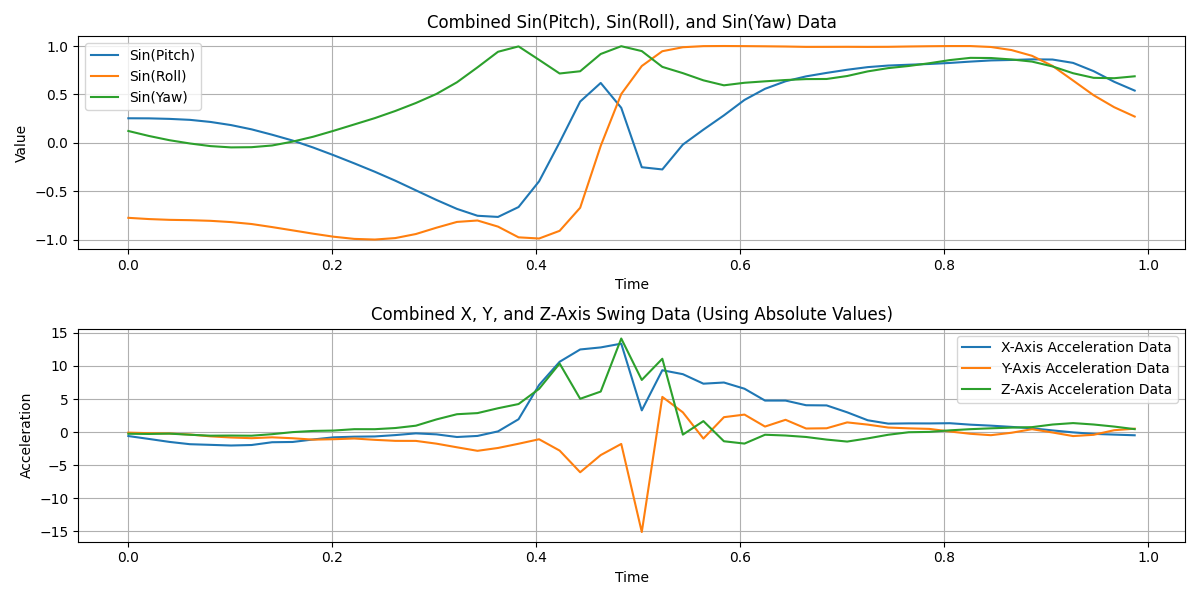 Combined Sin(Pitch), Sin(Roll), and Sin(Yaw) Data
Sin(Pitch)
Sin(Roll)
Sin(Yaw)
Value
1.0
0.5
0.0
−0.5
−1.0
0.0 0.2 0.4 0.6 0.8 1.0
Time
Combined X, Y, and Z-Axis Swing Data (Using Absolute Values)
X-Axis Acceleration Data
Y-Axis Acceleration Data
Z-Axis Acceleration Data
Acceleration
15
10
5
0
−5
−10
−15
0.0 0.2 0.4 0.6 0.8 1.0
Time